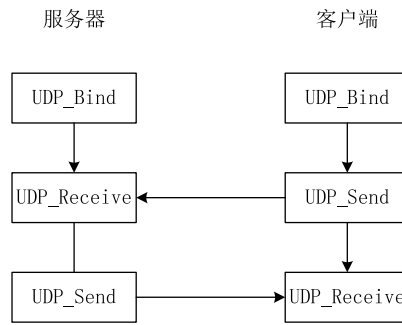 服务器 客户端
UDP_Bind UDP_Bind
UDP_Receive UDP_Send
UDP_Send UDP_Receive